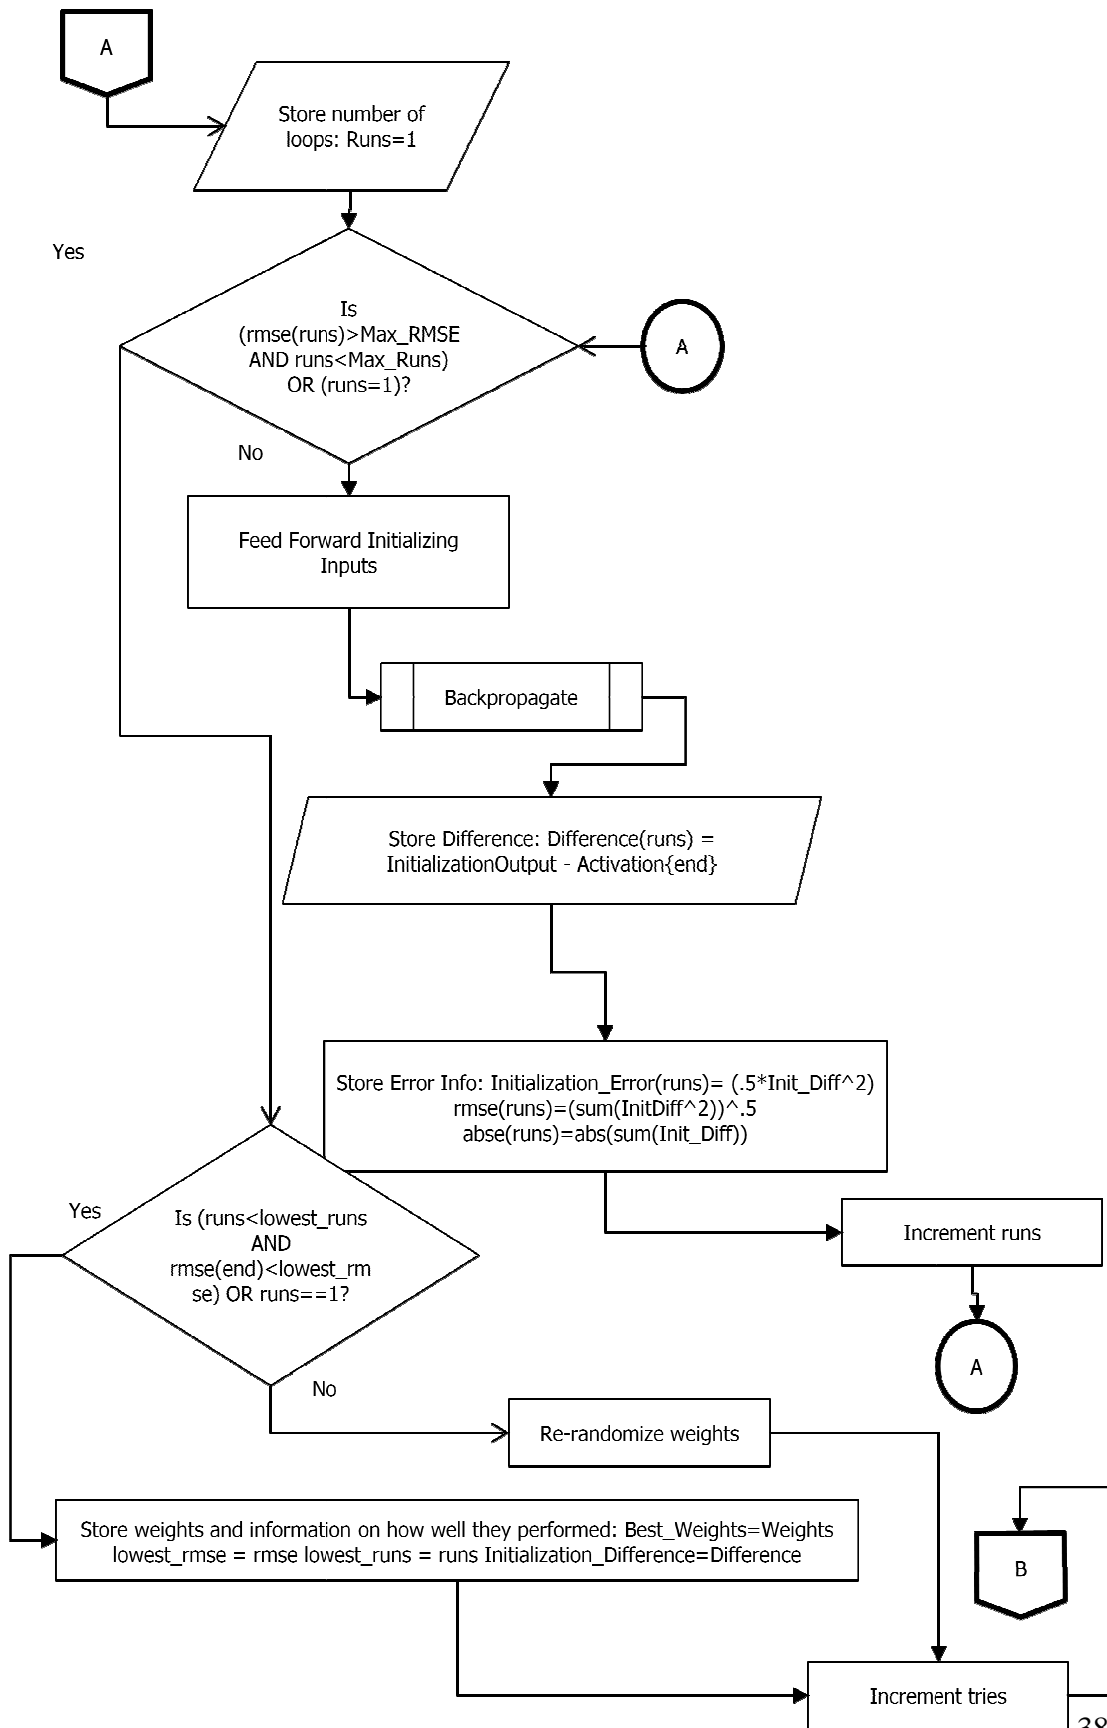 A
Store number of
loops: Runs=1
Yes
Is
(rmse(runs)>Max_RMSE
AND runs<Max_Runs)
OR (runs=1)?
A
No
Feed Forward Initializing
Inputs
Backpropagate
Store Difference: Difference(runs) =
InitializationOutput - Activation{end}
Store Error Info: Initialization_Error(runs)= (.5*Init_Diff^2)
rmse(runs)=(sum(InitDiff^2))^.5
abse(runs)=abs(sum(Init_Diff))
Yes
Is (runs<lowest_runs
AND
rmse(end)<lowest_rm
se) OR runs==1?
Increment runs
A
No
Re-randomize weights
Store weights and information on how well they performed: Best_Weights=Weights
lowest_rmse = rmse lowest_runs = runs Initialization_Difference=Difference
B
Increment tries
38